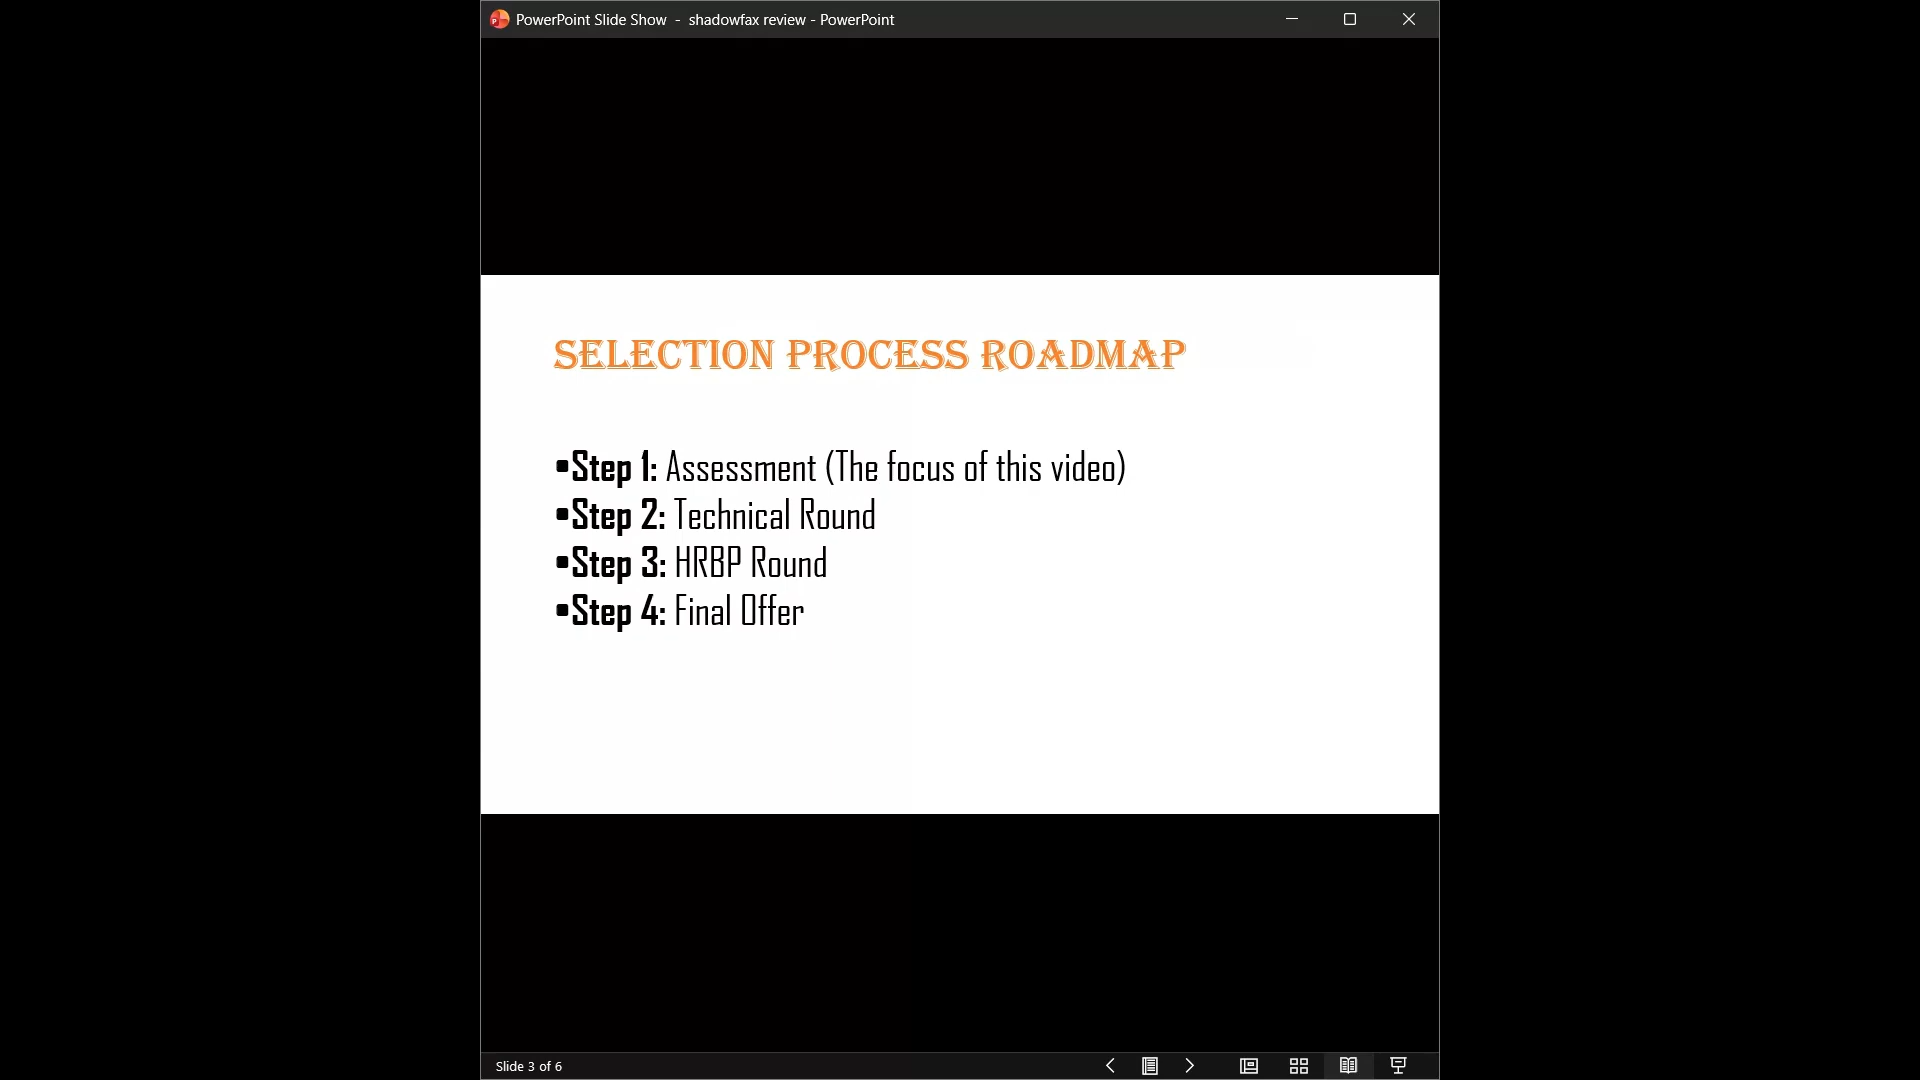 PowerPoint Slide Show - shadowfax review - PowerPoint
SELECTION PROCESS ROADMAP
▪Step 1: Assessment (The focus of this video)
▪Step 2: Technical Round
▪Step 3: HRBP Round
▪Step 4: Final Offer
Slide 3 of 6